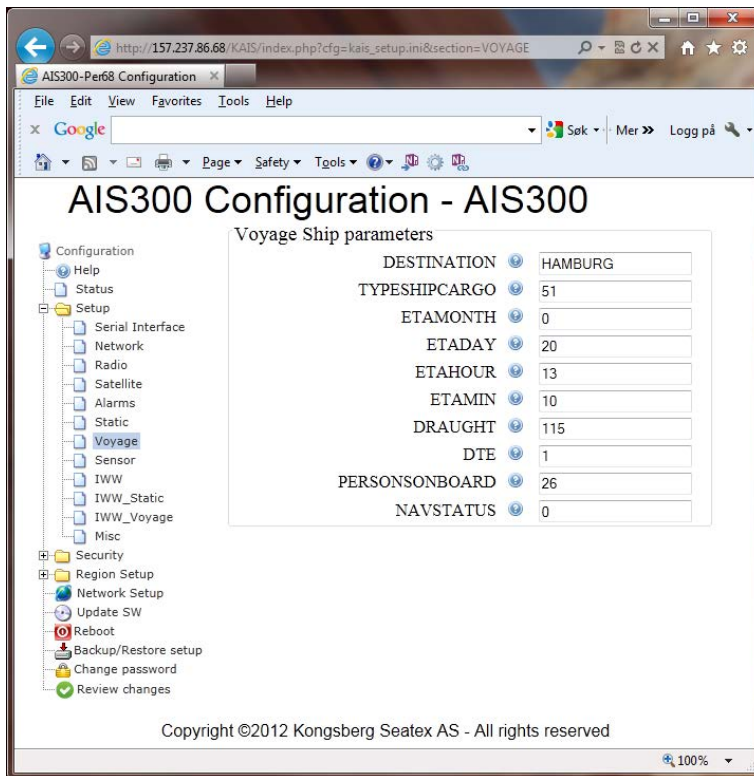 http://157.237.86.68/KAIS/index.php?cfg=kais_setup.ini&section=VOYAGE
AIS300-Per68 Configuration
File Edit View Favorites Tools Help
x Google Søk Mer >> Logg på
Page Safety Tools
AIS300 Configuration - AIS300
Configuration
Help
Status
Setup
Serial Interface
Network
Radio
Satellite
Alarms
Static
Voyage
Sensor
IWW
IWW_Static
IWW_Voyage
Misc
Security
Region Setup
Network Setup
Update SW
Reboot
Backup/Restore setup
Change password
Review changes
Voyage Ship parameters
DESTINATION HAMBURG
TYPESHIPCARGO 51
ETAMONTH 0
ETADAY 20
ETAHOUR 13
ETAMIN 10
DRAUGHT 115
DTE 1
PERSONSONBOARD 26
NAVSTATUS 0
Copyright ©2012 Kongsberg Seatex AS - All rights reserved
100%